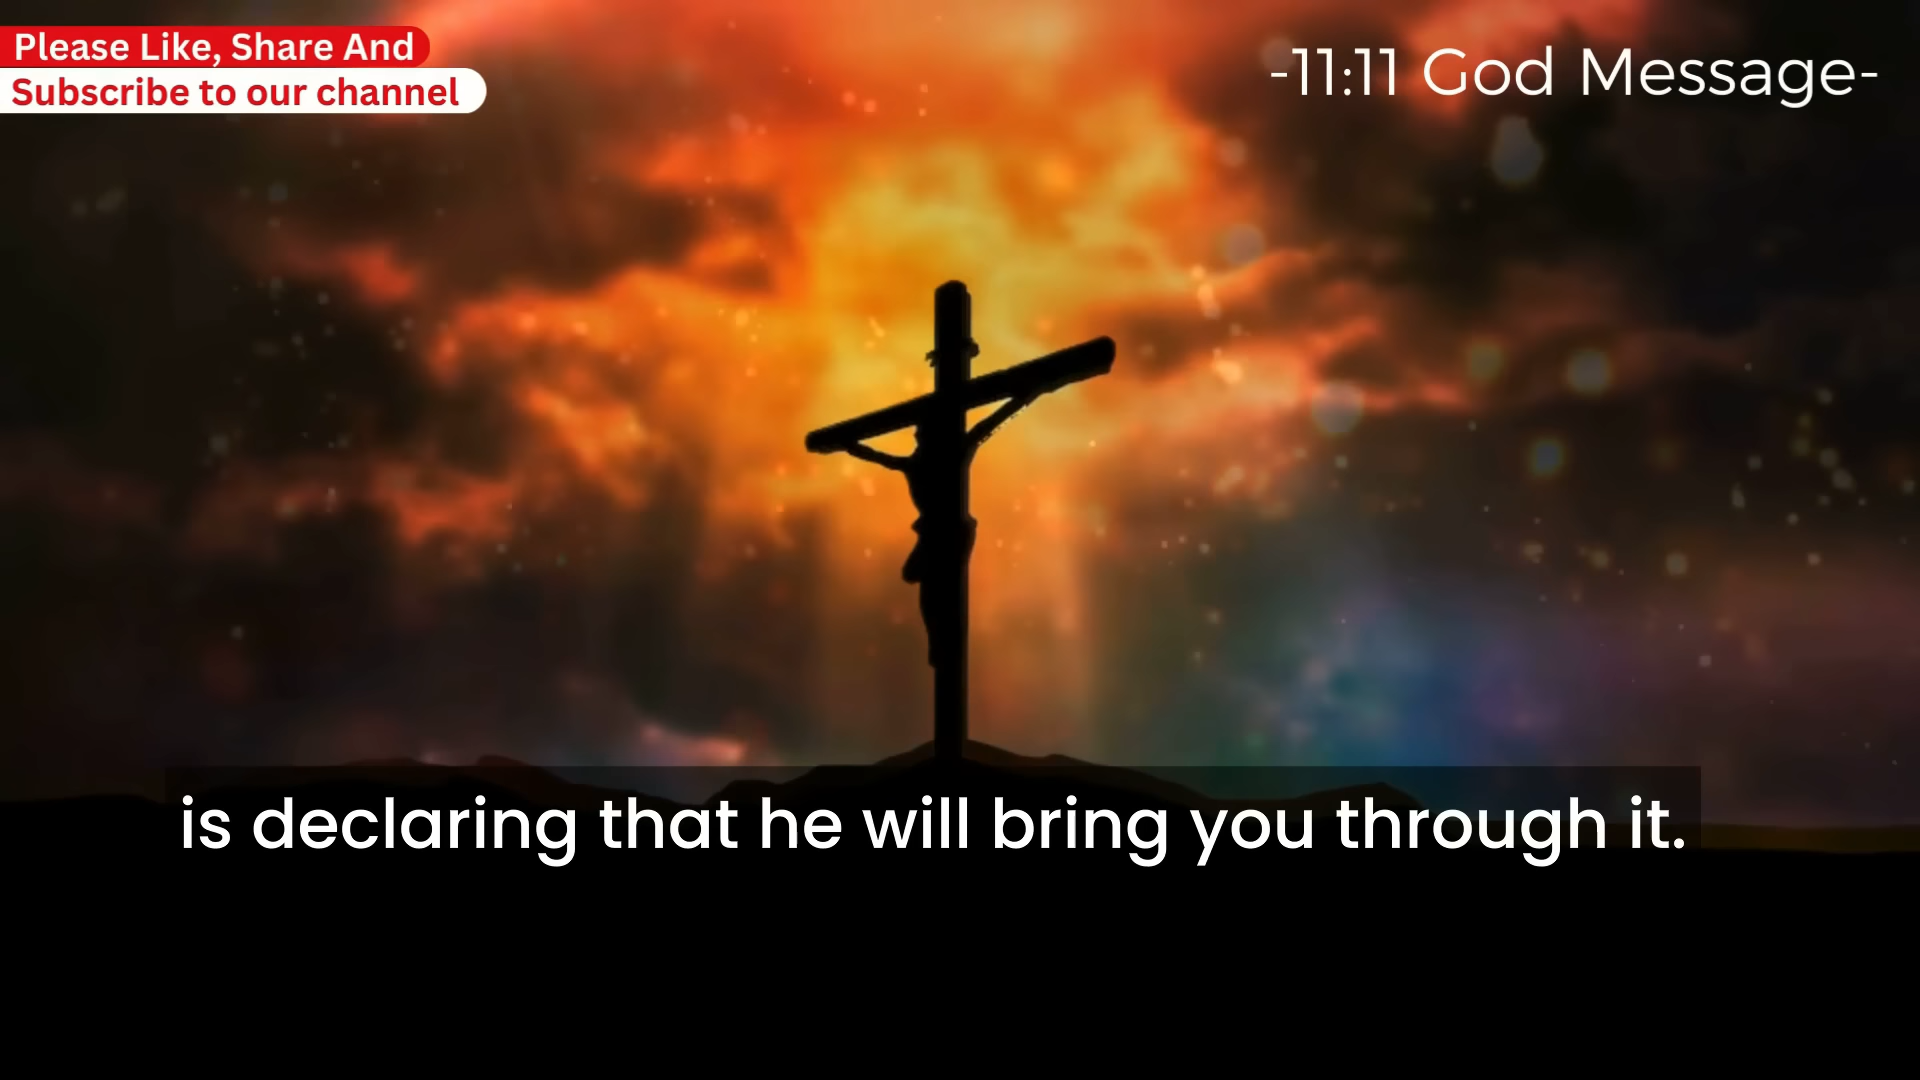 Please Like, Share And
Subscribe to our channel
-11:11 God Message-
is declaring that he will bring you through it.